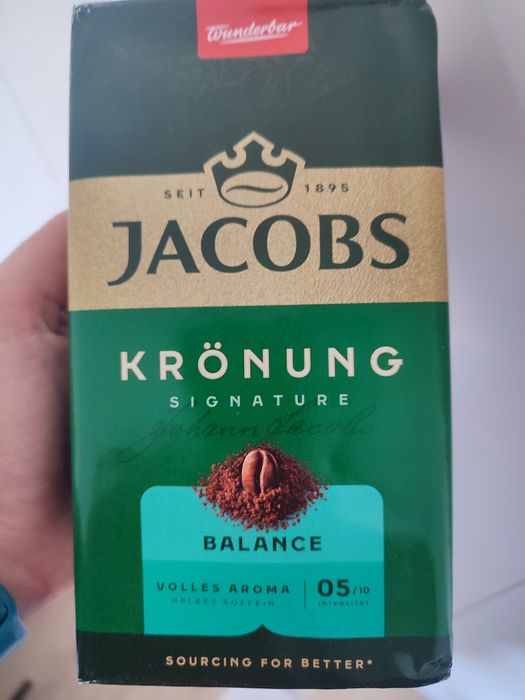 Wunderbar
SEIT 1895
JACOBS
KRÖNUNG
SIGNATURE
Johann Jacobs
BALANCE
VOLLES AROMA
HALBES KOFFEIN
05/10
INTENSITÄT
SOURCING FOR BETTER*